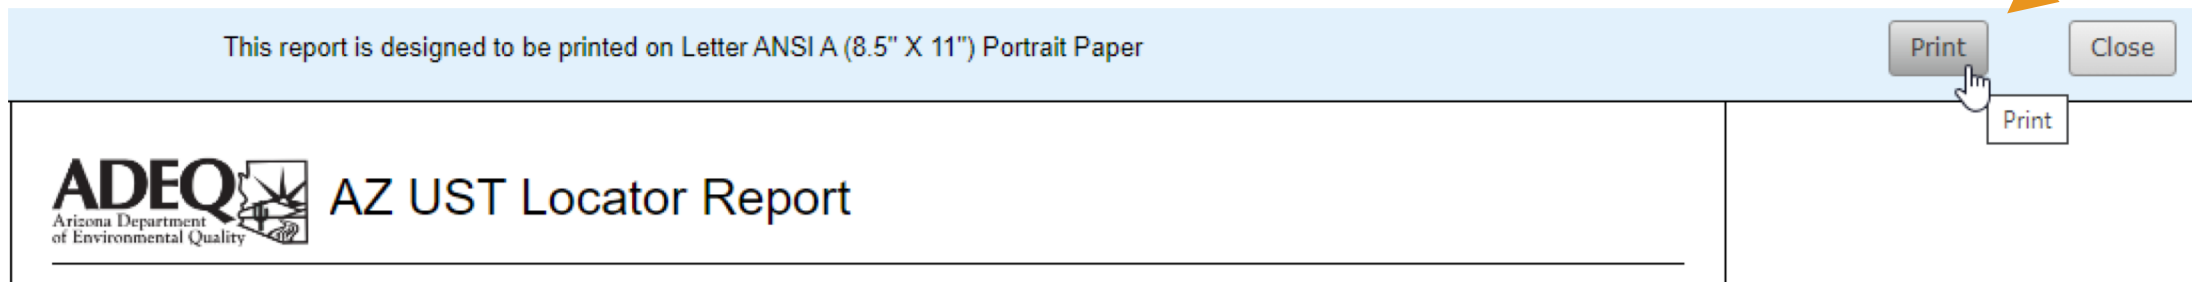 This report is designed to be printed on Letter ANSI A (8.5" X 11") Portrait Paper
Print
Close
Print
ADEQ
Arizona Department
of Environmental Quality
AZ UST Locator Report